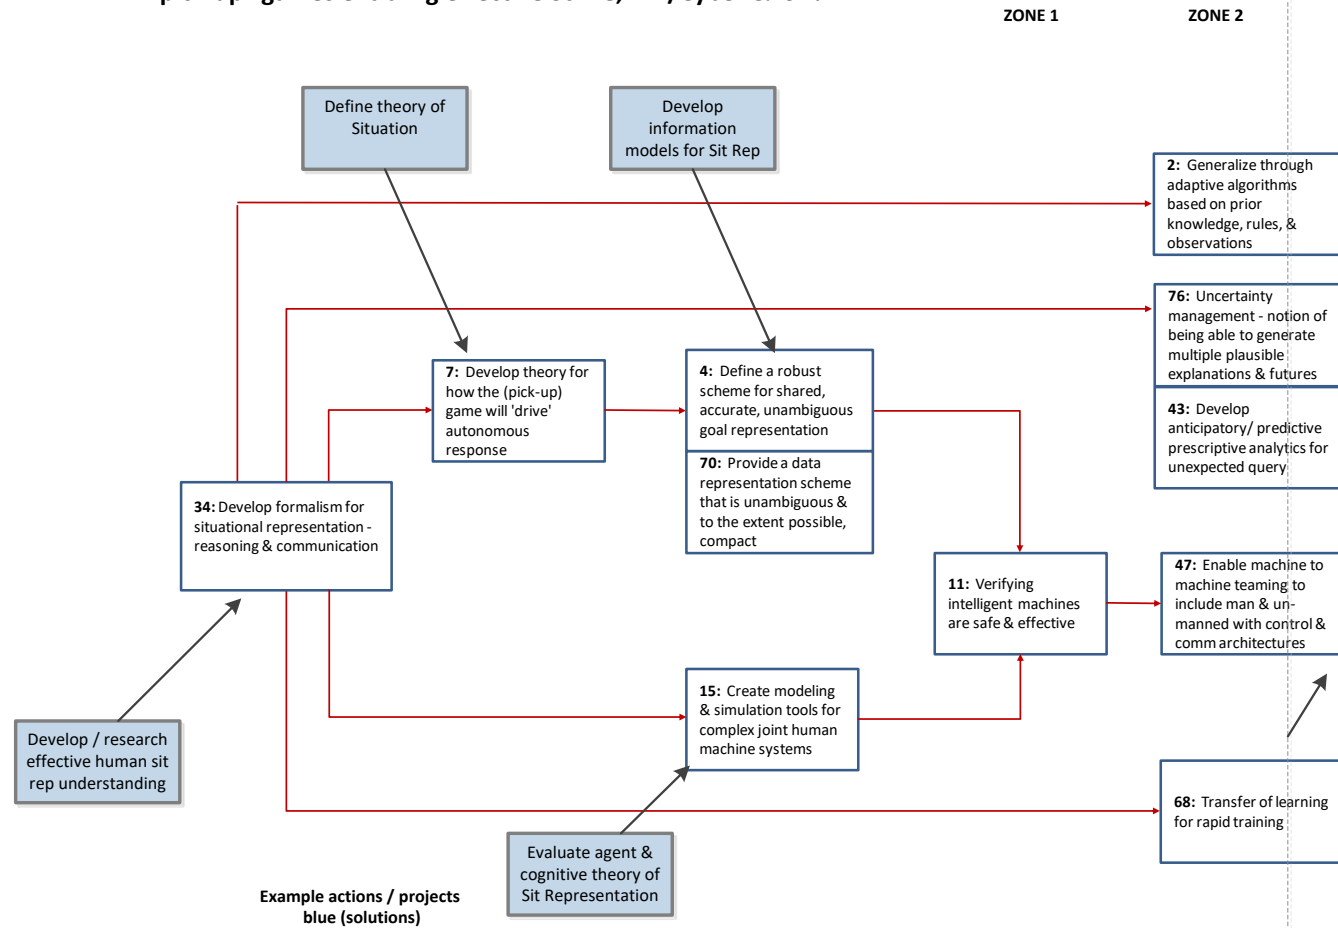 ZONE 1
ZONE 2
Define theory of
Situation
Develop
information
models for Sit Rep
2: Generalize through
adaptive algorithms
based on prior
knowledge, rules, &
observations
76: Uncertainty
management - notion of
being able to generate
multiple plausible
explanations & futures
7: Develop theory for
how the (pick-up)
game will 'drive'
autonomous
response
4: Define a robust
scheme for shared,
accurate, unambiguous
goal representation
43: Develop
anticipatory/ predictive
prescriptive analytics for
unexpected query
70: Provide a data
representation scheme
that is unambiguous &
to the extent possible,
compact
34: Develop formalism for
situational representation -
reasoning & communication
11: Verifying
intelligent machines
are safe & effective
47: Enable machine to
machine teaming to
include man & un-
manned with control &
comm architectures
15: Create modeling
& simulation tools for
complex joint human
machine systems
Develop / research
effective human sit
rep understanding
68: Transfer of learning
for rapid training
Evaluate agent &
cognitive theory of
Sit Representation
Example actions / projects
blue (solutions)